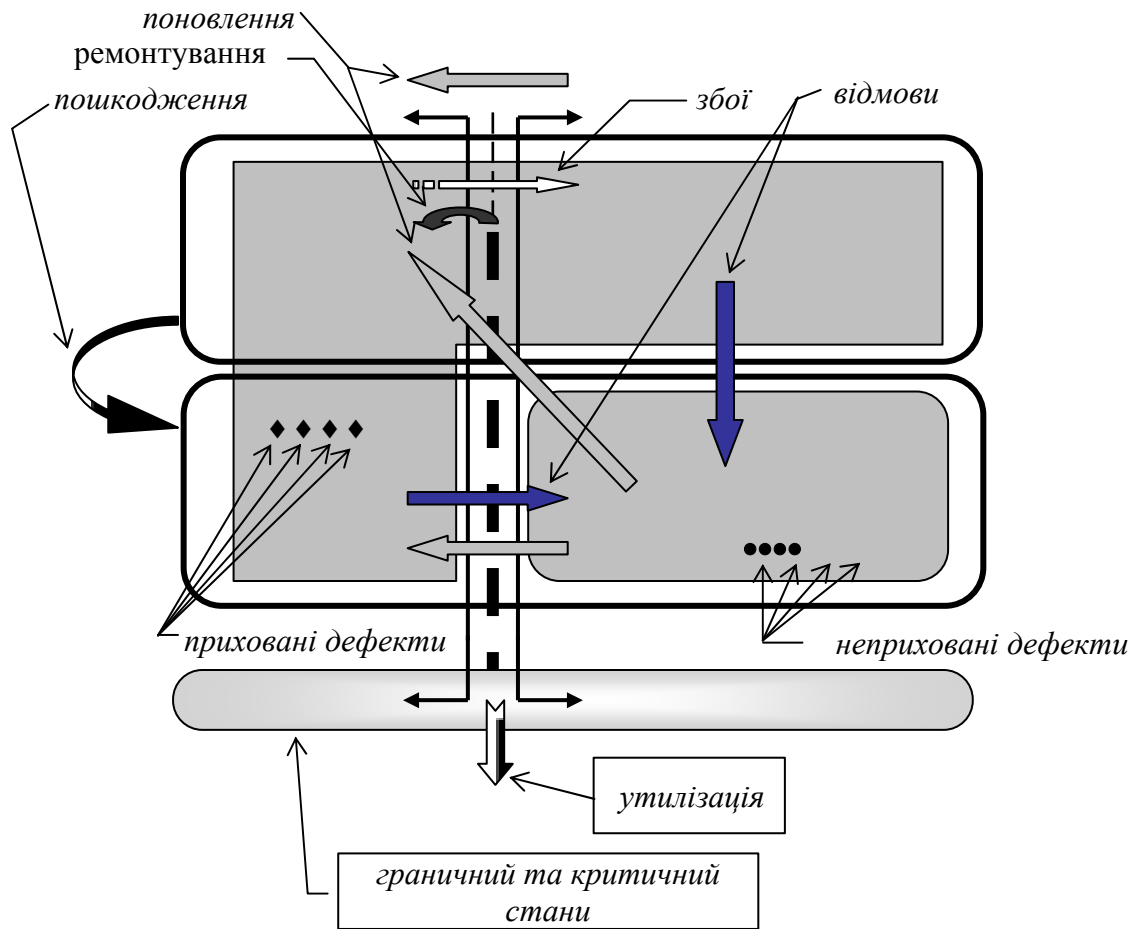 поновлення
ремонтування
пошкодження
збої
відмови
приховані дефекти
неприховані дефекти
утилізація
граничний та критичний
стани